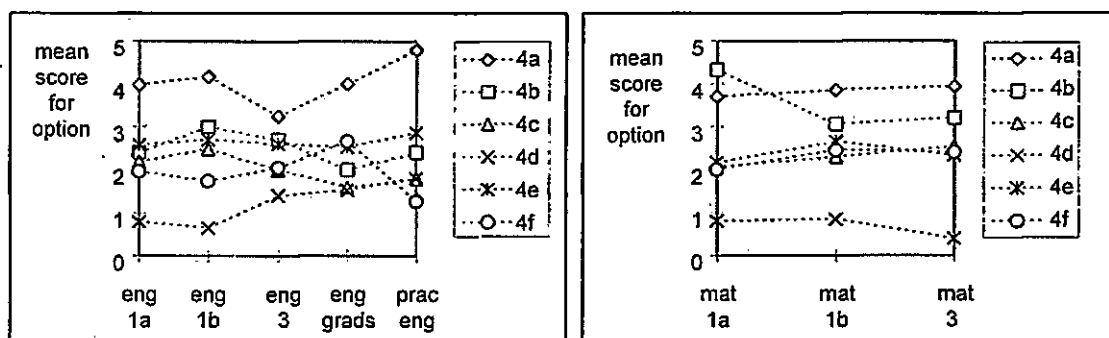 mean
score
for
option
5
4
3
2
1
0
eng
1a
eng
1b
eng
3
eng
grads
prac
eng
4a
4b
4c
4d
4e
4f
mean
score
for
option
5
4
3
2
1
0
mat
1a
mat
1b
mat
3
4a
4b
4c
4d
4e
4f